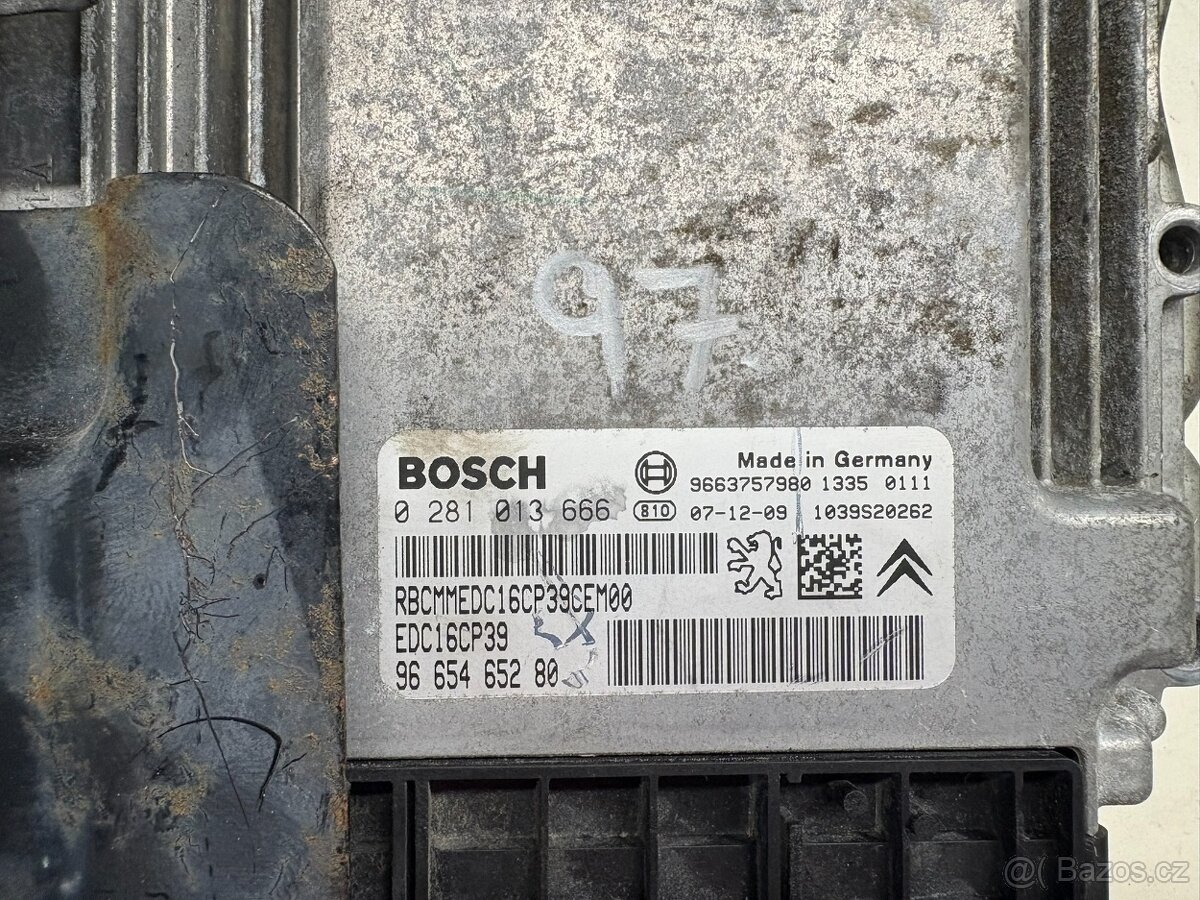 97.
BOSCH
Made in Germany
9663757980 1335 0111
0 281 013 666 B10 07-12-09 1039S20262
RBCMMEDC16CP39CEM00
EDC16CP39
96 654 652 80
@( Bazos.cz